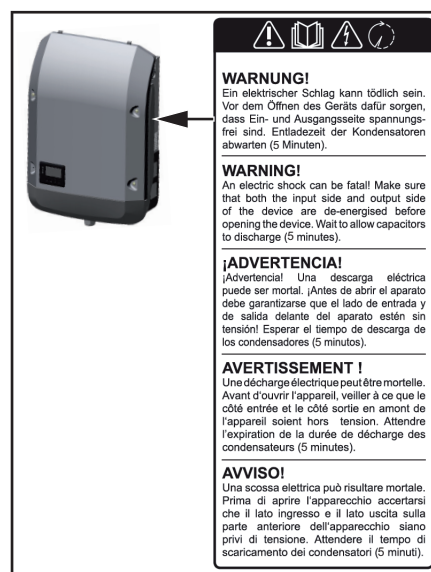 WARNUNG!
Ein elektrischer Schlag kann tödlich sein.
Vor dem Öffnen des Geräts dafür sorgen,
dass Ein- und Ausgangsseite spannungs-
frei sind. Entladezeit der Kondensatoren
abwarten (5 Minuten).
WARNING!
An electric shock can be fatal! Make sure
that both the input side and output side
of the device are de-energised before
opening the device. Wait to allow capacitors
to discharge (5 minutes).
¡ADVERTENCIA!
¡Advertencia! Una descarga eléctrica
puede ser mortal. ¡Antes de abrir el aparato
debe garantizarse que el lado de entrada y
de salida delante del aparato estén sin
tensión! Esperar el tiempo de descarga de
los condensadores (5 minutos).
AVERTISSEMENT !
Une décharge électrique peut être mortelle.
Avant d'ouvrir l'appareil, veiller à ce que le
côté entrée et le côté sortie en amont de
l'appareil soient hors tension. Attendre
l'expiration de la durée de décharge des
condensateurs (5 minutes).
AVVISO!
Una scossa elettrica può risultare mortale.
Prima di aprire l'apparecchio accertarsi
che il lato ingresso e il lato uscita sulla
parte anteriore dell'apparecchio siano
privi di tensione. Attendere il tempo di
scaricamento dei condensatori (5 minuti).